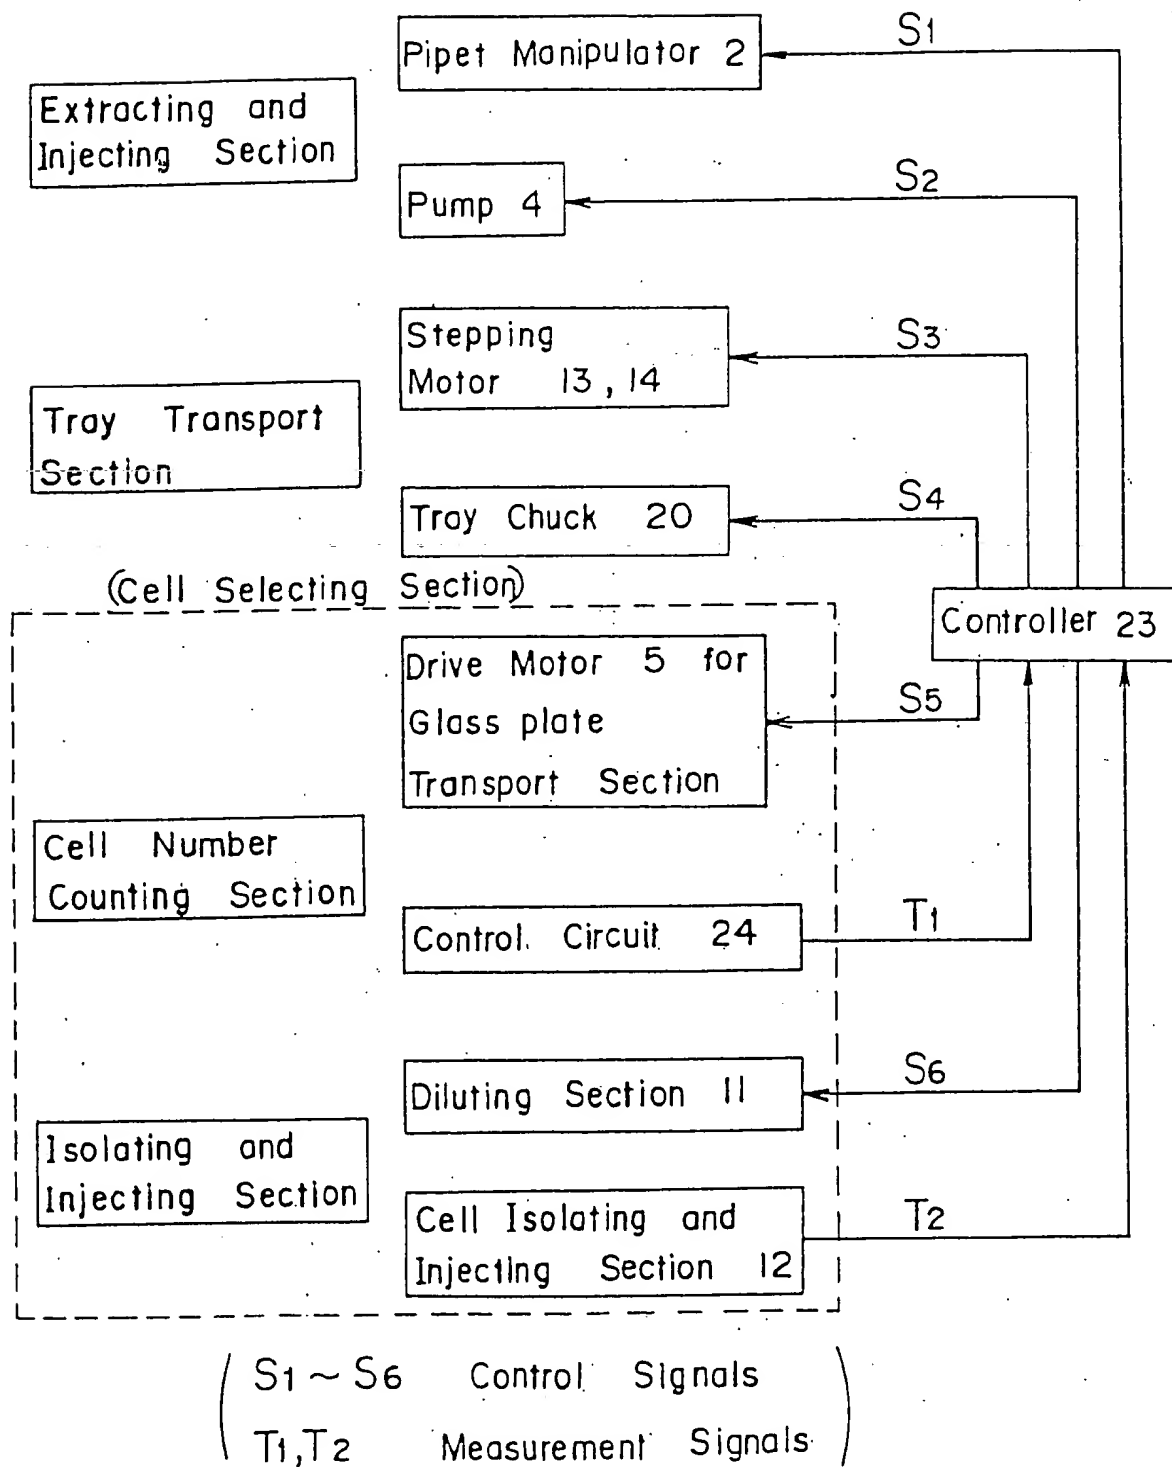 Pipet Manipulator 2
S1
Extracting and
Injecting Section
Pump 4
S2
Stepping
Motor 13, 14
S3
Tray Transport
Section
Tray Chuck 20
S4
(Cell Selecting Section)
Controller 23
Drive Motor 5 for
Glass plate
Transport Section
S5
Cell Number
Counting Section
Control Circuit 24
T1
Diluting Section 11
S6
Isolating and
Injecting Section
Cell Isolating and
Injecting Section 12
T2
S1 ~ S6 Control Signals
T1, T2 Measurement Signals